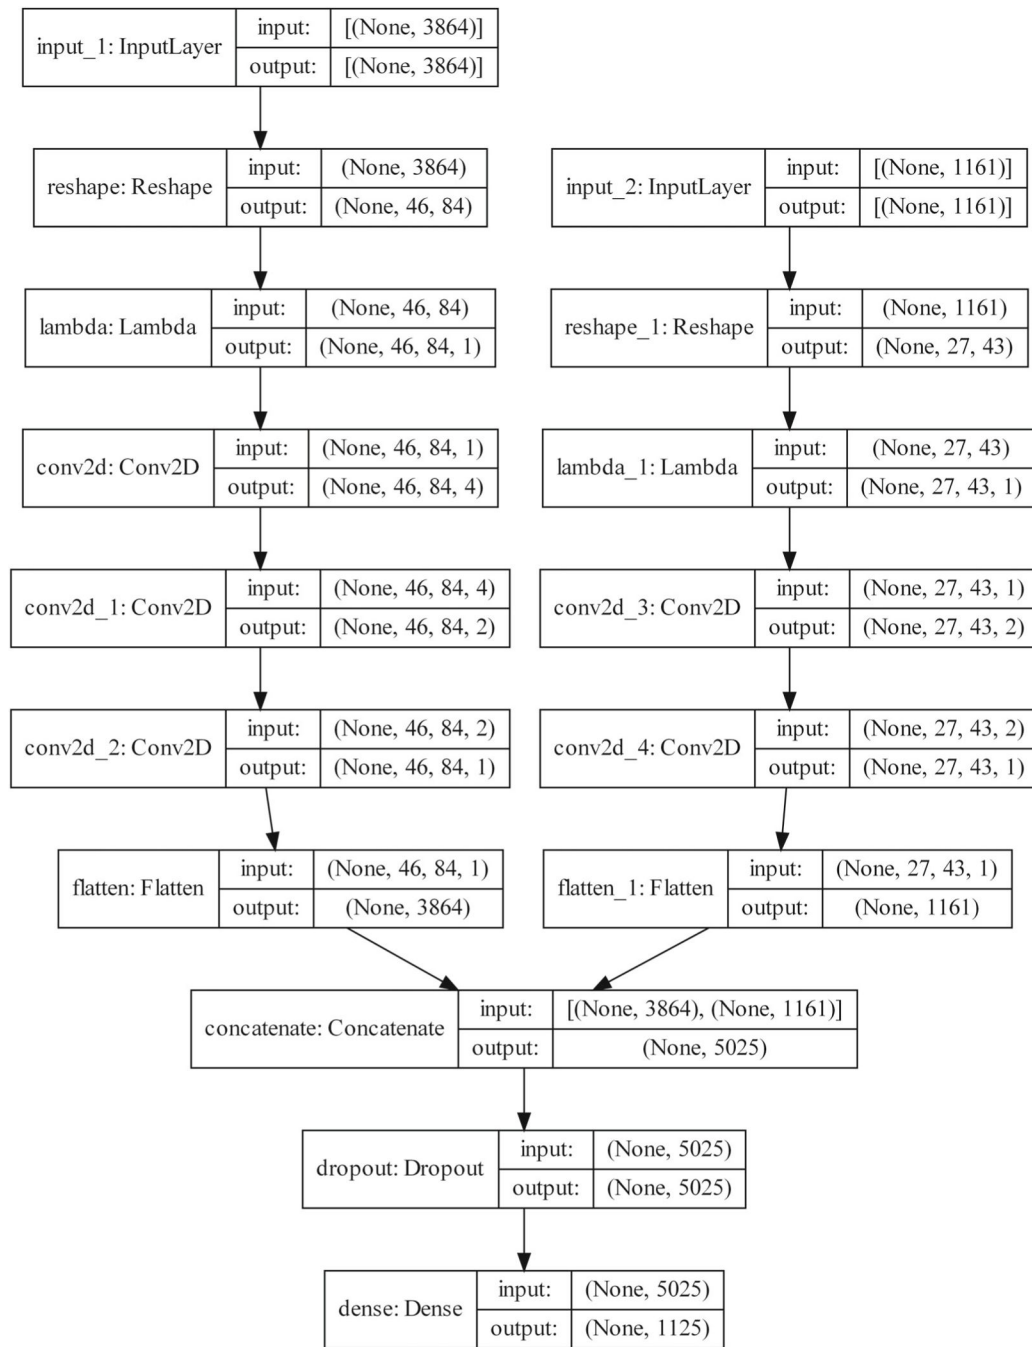 input_1: InputLayer
input: [(None, 3864)]
output: [(None, 3864)]
reshape: Reshape
input: (None, 3864)
output: (None, 46, 84)
input_2: InputLayer
input: [(None, 1161)]
output: [(None, 1161)]
lambda: Lambda
input: (None, 46, 84)
output: (None, 46, 84, 1)
reshape_1: Reshape
input: (None, 1161)
output: (None, 27, 43)
conv2d: Conv2D
input: (None, 46, 84, 1)
output: (None, 46, 84, 4)
lambda_1: Lambda
input: (None, 27, 43)
output: (None, 27, 43, 1)
conv2d_1: Conv2D
input: (None, 46, 84, 4)
output: (None, 46, 84, 2)
conv2d_3: Conv2D
input: (None, 27, 43, 1)
output: (None, 27, 43, 2)
conv2d_2: Conv2D
input: (None, 46, 84, 2)
output: (None, 46, 84, 1)
conv2d_4: Conv2D
input: (None, 27, 43, 2)
output: (None, 27, 43, 1)
flatten: Flatten
input: (None, 46, 84, 1)
output: (None, 3864)
flatten_1: Flatten
input: (None, 27, 43, 1)
output: (None, 1161)
concatenate: Concatenate
input: [(None, 3864), (None, 1161)]
output: (None, 5025)
dropout: Dropout
input: (None, 5025)
output: (None, 5025)
dense: Dense
input: (None, 5025)
output: (None, 1125)